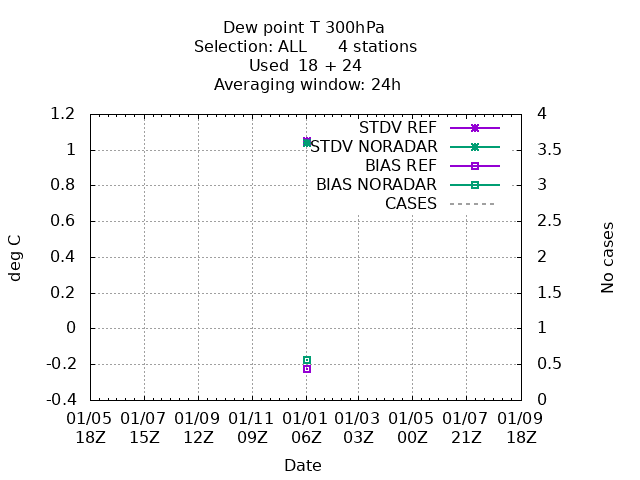 Dew point T 300hPa
Selection: ALL      4 stations
Used  18 + 24
Averaging window: 24h
1.2
1
0.8
0.6
0.4
0.2
0
-0.2
-0.4
deg C
STDV REF
STDV NORADAR
BIAS REF
BIAS NORADAR
CASES
4
3.5
3
2.5
2
1.5
1
0.5
0
No cases
01/05 01/07 01/09 01/11 01/01 01/03 01/05 01/07 01/09
18Z 15Z 12Z 09Z 06Z 03Z 00Z 21Z 18Z
Date